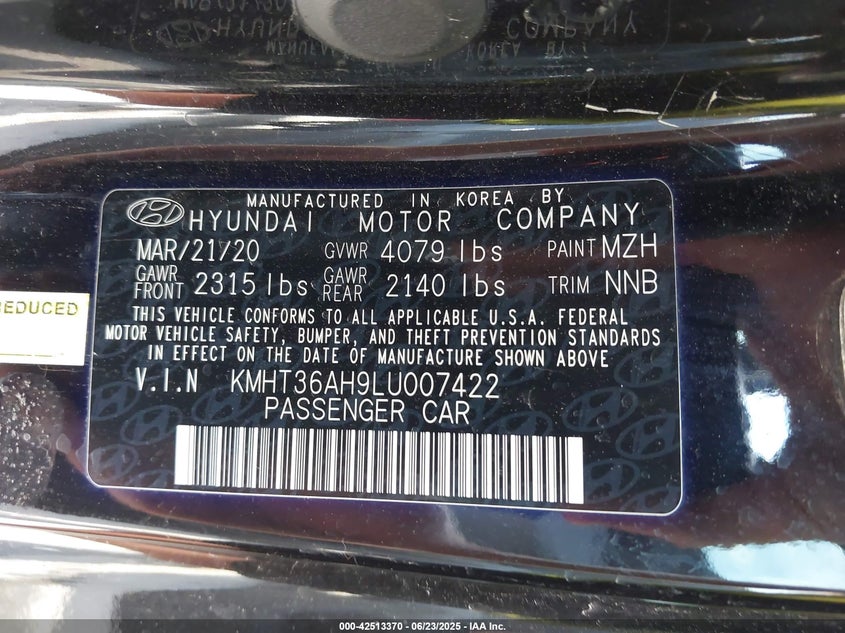 HYUNDAI COMPANY
MANUFACTURED IN KOREA BY
HYUNDAI MOTOR COMPANY
MAR/21/20 GVWR 4079 lbs PAINT MZH
GAWR FRONT 2315 lbs GAWR REAR 2140 lbs TRIM NNB
THIS VEHICLE CONFORMS TO ALL APPLICABLE U.S.A. FEDERAL
MOTOR VEHICLE SAFETY, BUMPER, AND THEFT PREVENTION STANDARDS
IN EFFECT ON THE DATE OF MANUFACTURE SHOWN ABOVE
V.I.N KMHT36AH9LU007422
PASSENGER CAR
REDUCED
000-42513370 - 06/23/2025 - IAA Inc.